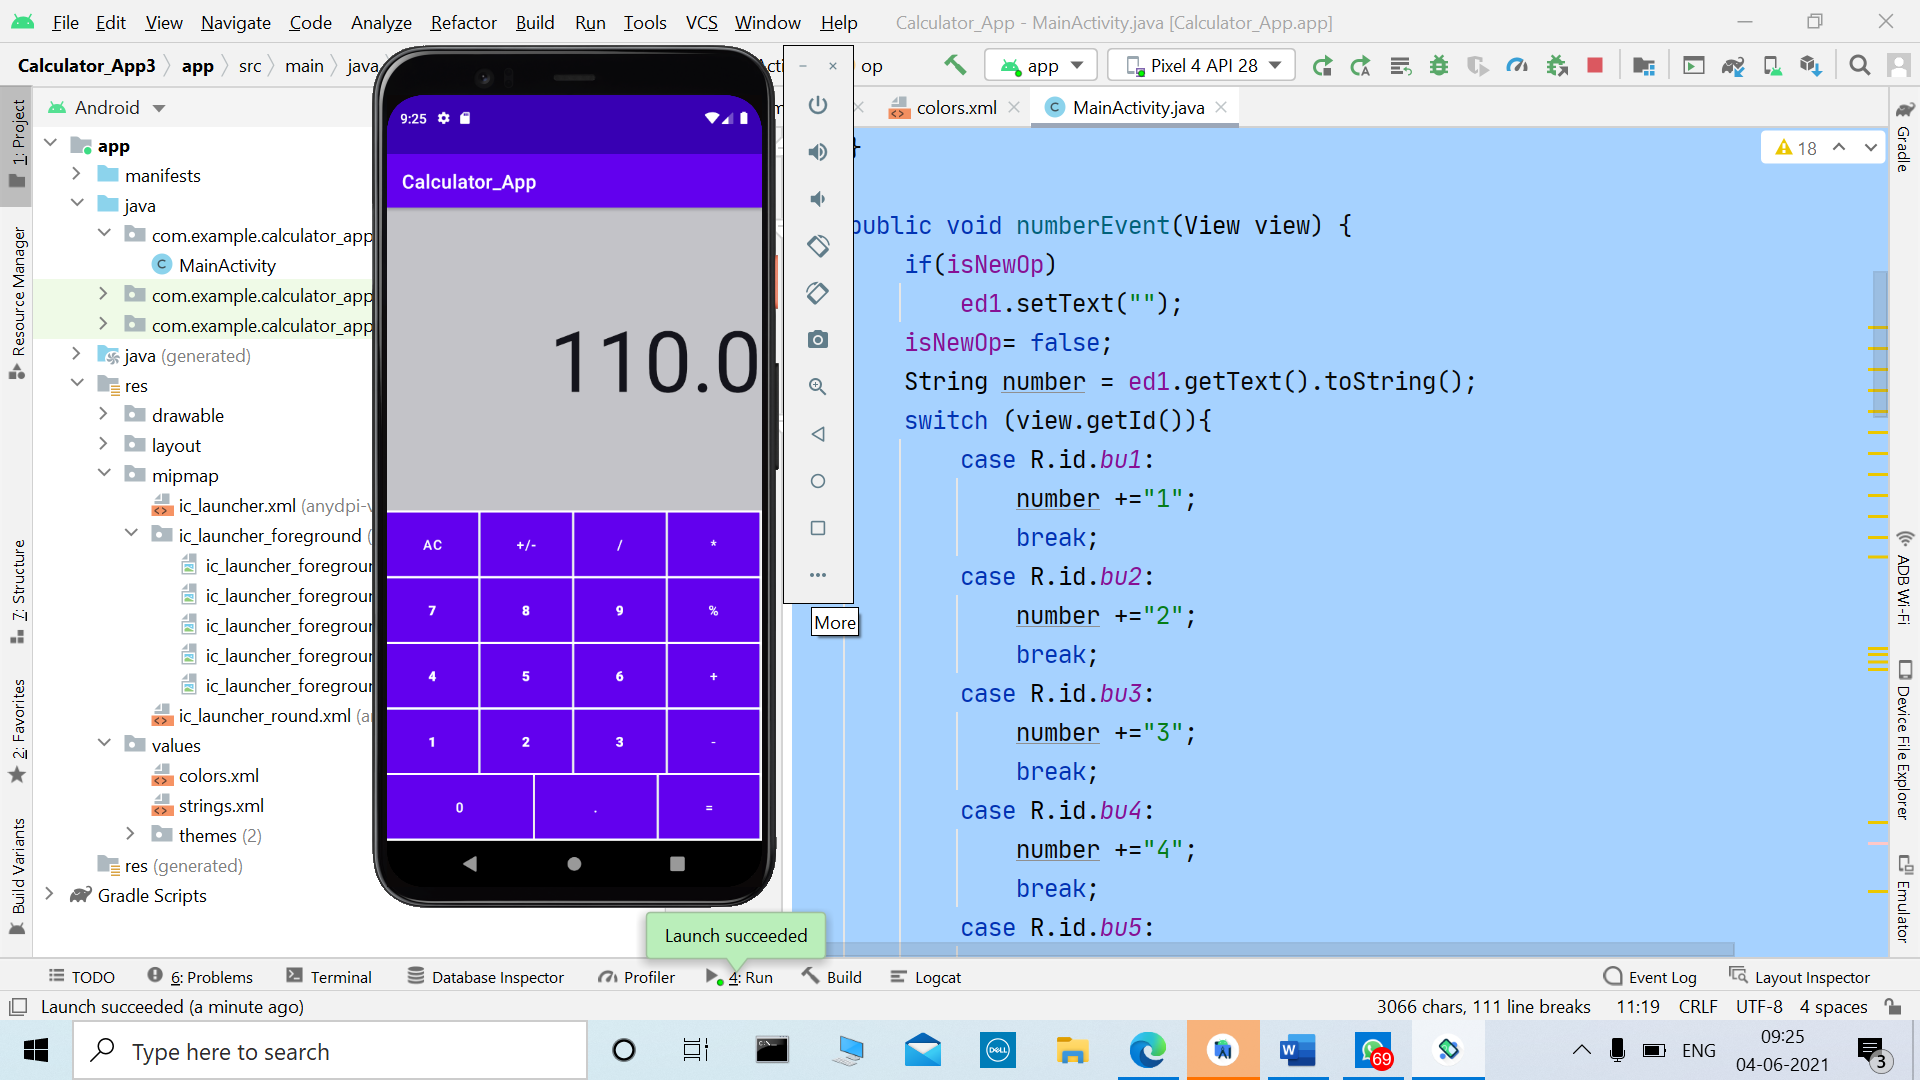 File Edit View Navigate Code Analyze Refactor Build Run Tools VCS Window Help Calculator_App - MainActivity.java [Calculator_App.app]
Calculator_App3 app src main java op app Pixel 4 API 28
Android colors.xml MainActivity.java
app
manifests
java
com.example.calculator_app
MainActivity
com.example.calculator_app
com.example.calculator_app
java (generated)
res
drawable
layout
mipmap
ic_launcher.xml (anydpi-v
ic_launcher_foreground (
ic_launcher_foregroun
ic_launcher_foregroun
ic_launcher_foregroun
ic_launcher_foregroun
ic_launcher_foregroun
ic_launcher_round.xml (a
values
colors.xml
strings.xml
themes (2)
res (generated)
Gradle Scripts
1: Project
Resource Manager
7: Structure
2: Favorites
Build Variants
9:25
Calculator_App
110.0
AC +/- / *
7 8 9 %
4 5 6 +
1 2 3 -
0 . =
More
18
}
public void numberEvent(View view) {
if(isNewOp)
ed1.setText("");
isNewOp= false;
String number = ed1.getText().toString();
switch (view.getId()){
case R.id.bu1:
number +="1";
break;
case R.id.bu2:
number +="2";
break;
case R.id.bu3:
number +="3";
break;
case R.id.bu4:
number +="4";
break;
case R.id.bu5:
Gradle
ADB Wi-Fi
Device File Explorer
Emulator
Launch succeeded
TODO 6: Problems Terminal Database Inspector Profiler 4: Run Build Logcat Event Log Layout Inspector
Launch succeeded (a minute ago) 3066 chars, 111 line breaks 11:19 CRLF UTF-8 4 spaces
Type here to search
DELL
69
ENG
09:25
04-06-2021
3